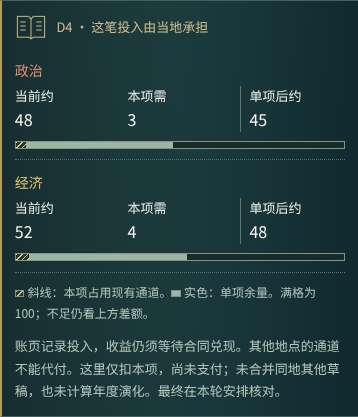 D4 · 这笔投入由当地承担
政治
当前约 本项需 单项后约
48 3 45
经济
当前约 本项需 单项后约
52 4 48
斜线：本项占用现有通道。 实色：单项余量。满格为
100；不足仍看上方差额。
账页记录投入，收益仍须等待合同兑现。其他地点的通道
不能代付。这里仅扣本项，尚未支付；未合并同地其他草
稿，也未计算年度演化。最终在本轮安排核对。